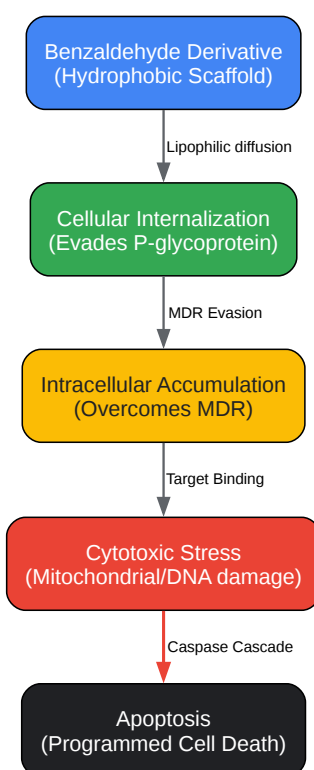 Benzaldehyde Derivative
(Hydrophobic Scaffold)
Lipophilic diffusion
Cellular Internalization
(Evades P-glycoprotein)
MDR Evasion
Intracellular Accumulation
(Overcomes MDR)
Target Binding
Cytotoxic Stress
(Mitochondrial/DNA damage)
Caspase Cascade
Apoptosis
(Programmed Cell Death)